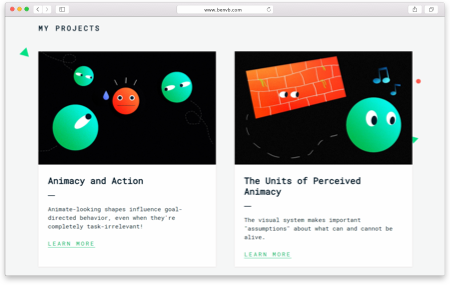 www.benvb.com
MY PROJECTS
Animacy and Action
—
Animate-looking shapes influence goal-
directed behavior, even when they're
completely task-irrelevant!
LEARN MORE
The Units of Perceived
Animacy
—
The visual system makes important
"assumptions" about what can and cannot be
alive.
LEARN MORE